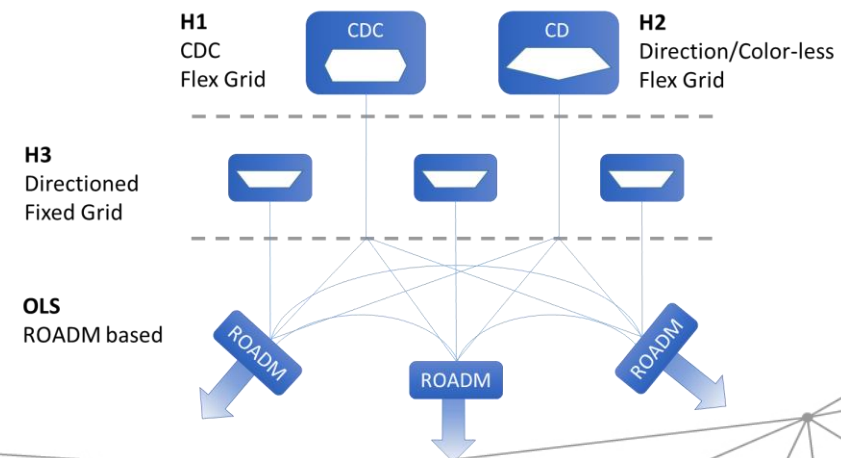 H1
CDC
Flex Grid
CDC
CD
H2
Direction/Color-less
Flex Grid
H3
Directioned
Fixed Grid
OLS
ROADM based
ROADM
ROADM
ROADM